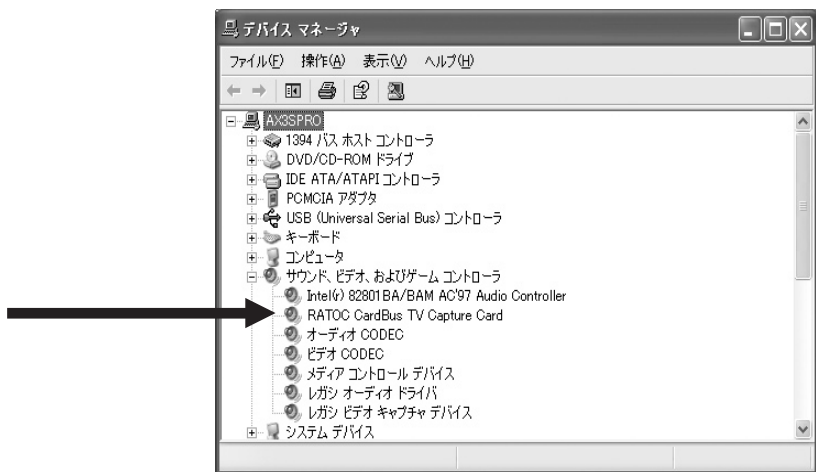 デバイス マネージャ
ファイル(F) 操作(A) 表示(V) ヘルプ(H)
AX3SPRO
1394 バス ホスト コントローラ
DVD/CD-ROM ドライブ
IDE ATA/ATAPI コントローラ
PCMCIA アダプタ
USB (Universal Serial Bus) コントローラ
キーボード
コンピュータ
サウンド、ビデオ、およびゲーム コントローラ
Intel(r) 82801BA/BAM AC'97 Audio Controller
RATOC CardBus TV Capture Card
オーディオ CODEC
ビデオ CODEC
メディア コントロール デバイス
レガシ オーディオ ドライバ
レガシ ビデオ キャプチャ デバイス
システム デバイス